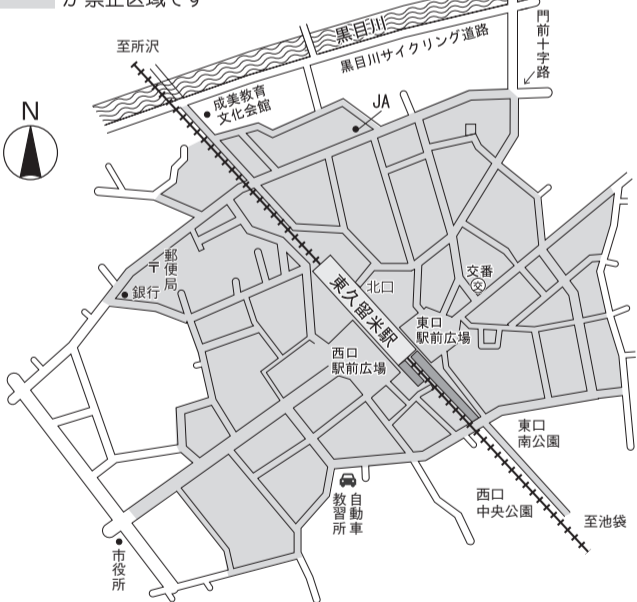 が禁止区域です
黒目川
至所沢
黒目川サイクリング道路
門前十字路
成美教育
文化会館
JA
N
郵便局
〒
銀行
北口
交番
交
東久留米駅
東口
駅前広場
西口
駅前広場
東口
南公園
自動車
教習所
西口
中央公園
至池袋
市役所